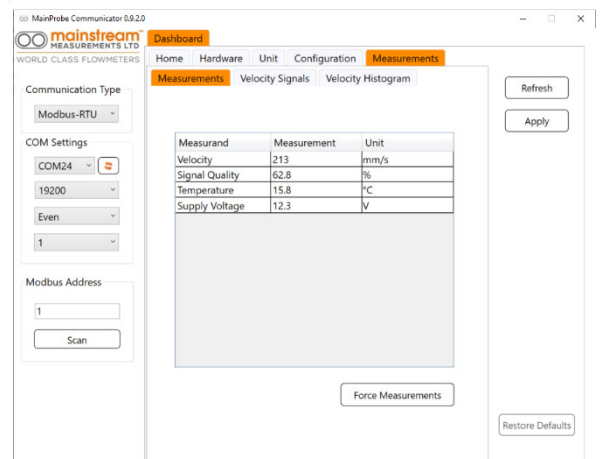 MainProbe Communicator 0.9.2.0
mainstream™
MEASUREMENTS LTD
WORLD CLASS FLOWMETERS
Communication Type
Modbus-RTU
COM Settings
COM24
19200
Even
1
Modbus Address
1
Scan
Dashboard
Home Hardware Unit Configuration Measurements
Measurements Velocity Signals Velocity Histogram
Measurand Measurement Unit
Velocity 213 mm/s
Signal Quality 62.8 %
Temperature 15.8 °C
Supply Voltage 12.3 V
Force Measurements
Refresh
Apply
Restore Defaults